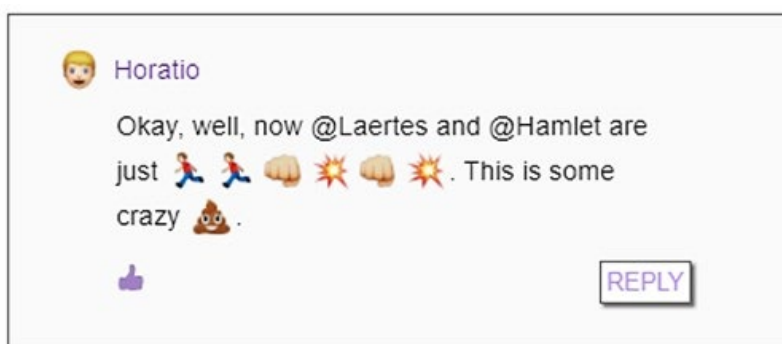 Horatio
Okay, well, now @Laertes and @Hamlet are
just 🏃🏃👊💥👊💥. This is some
crazy 💩.
REPLY